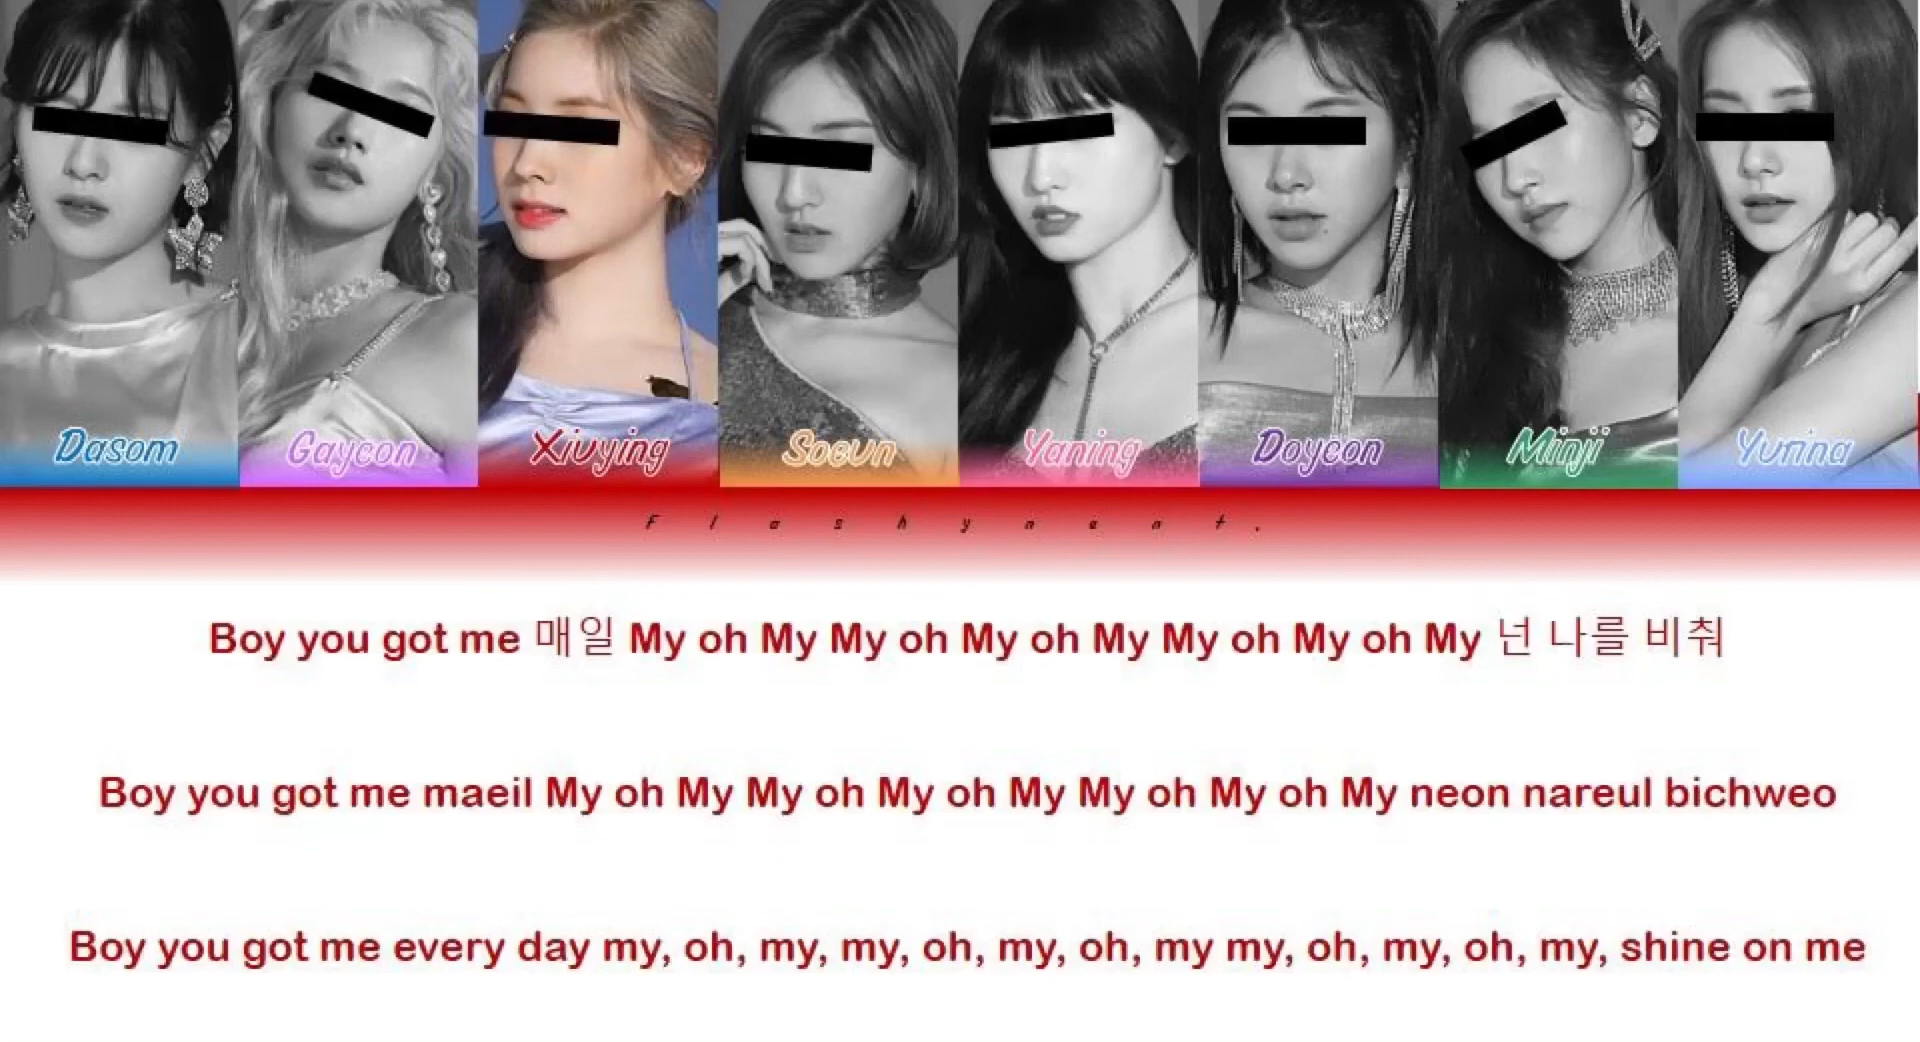 Dasom Gayeon Xiuying Soeun Yaning Doyeon Minji Yurina
Flashynent.
Boy you got me 매일 My oh My My oh My oh My My oh My oh My 넌 나를 비춰
Boy you got me maeil My oh My My oh My oh My My oh My oh My neon nareul bichweo
Boy you got me every day my, oh, my, my, oh, my, oh, my my, oh, my, oh, my, shine on me